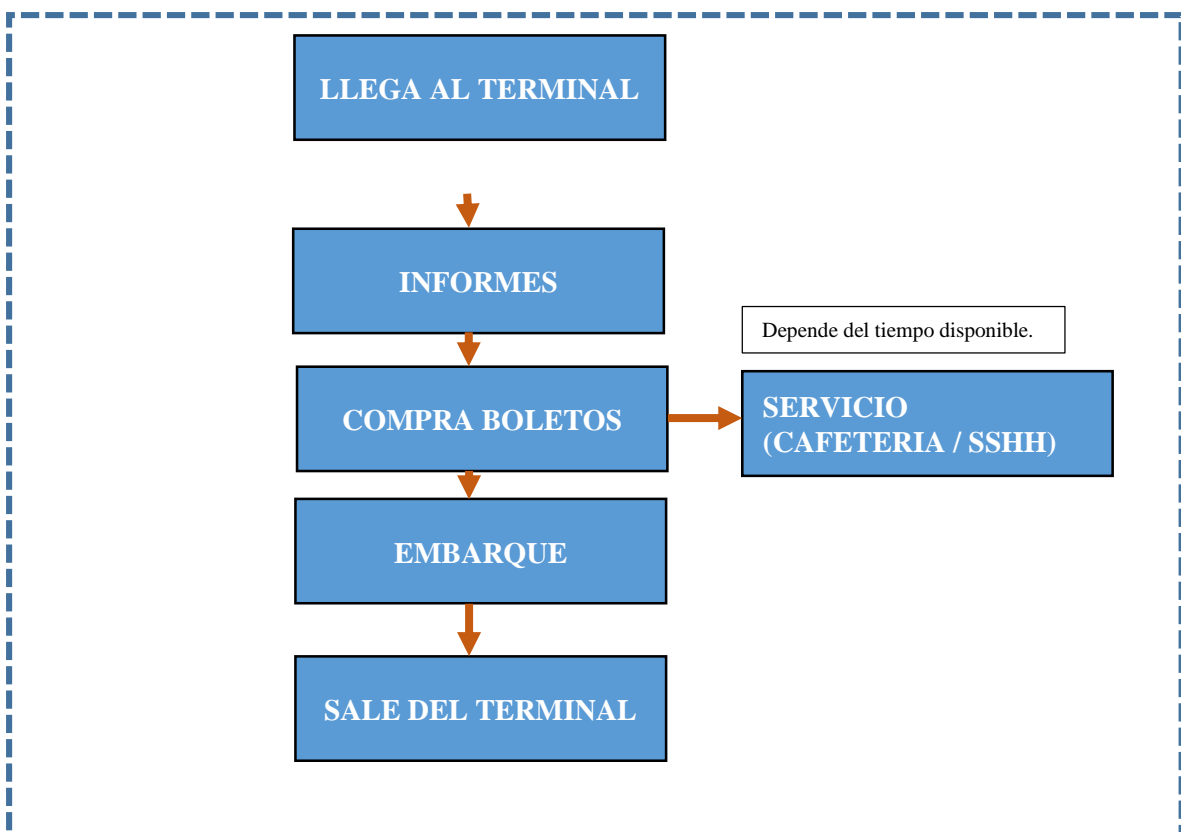 LLEGA AL TERMINAL
INFORMES
Depende del tiempo disponible.
COMPRA BOLETOS
SERVICIO
(CAFETERIA / SSHH)
EMBARQUE
SALE DEL TERMINAL